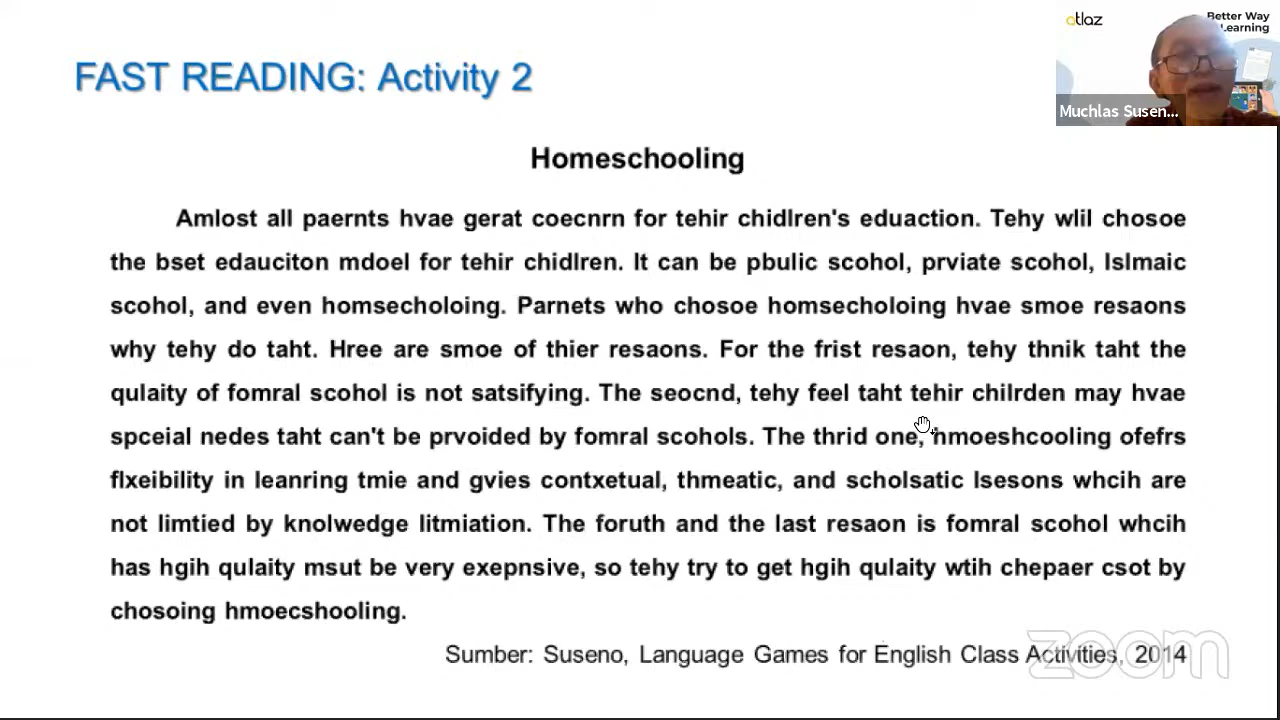 atlaz
Better Way
Learning
Muchlas Susen...
FAST READING: Activity 2
Homeschooling
Amlost all paernts hvae gerat coecnrn for tehir chidlren's eduaction. Tehy wlil chosoe
the bset edauciton mdoel for tehir chidlren. It can be pbulic scohol, prviate scohol, Islmaic
scohol, and even homsecholoing. Parnets who chosoe homsecholoing hvae smoe resaons
why tehy do taht. Hree are smoe of thier resaons. For the frist resaon, tehy thnik taht the
qulaity of fomral scohol is not satsifying. The seocnd, tehy feel taht tehir chilrden may hvae
spceial nedes taht can't be prvoided by fomral scohols. The thrid one, hmoeshcooling ofefrs
flxeibility in leanring tmie and gvies contxetual, thmeatic, and scholsatic lsesons whcih are
not limtied by knolwedge litmiation. The foruth and the last resaon is fomral scohol whcih
has hgih qulaity msut be very exepnsive, so tehy try to get hgih qulaity wtih chepaer csot by
chosoing hmoecshooling.
Sumber: Suseno, Language Games for English Class Activities, 2014
zoom